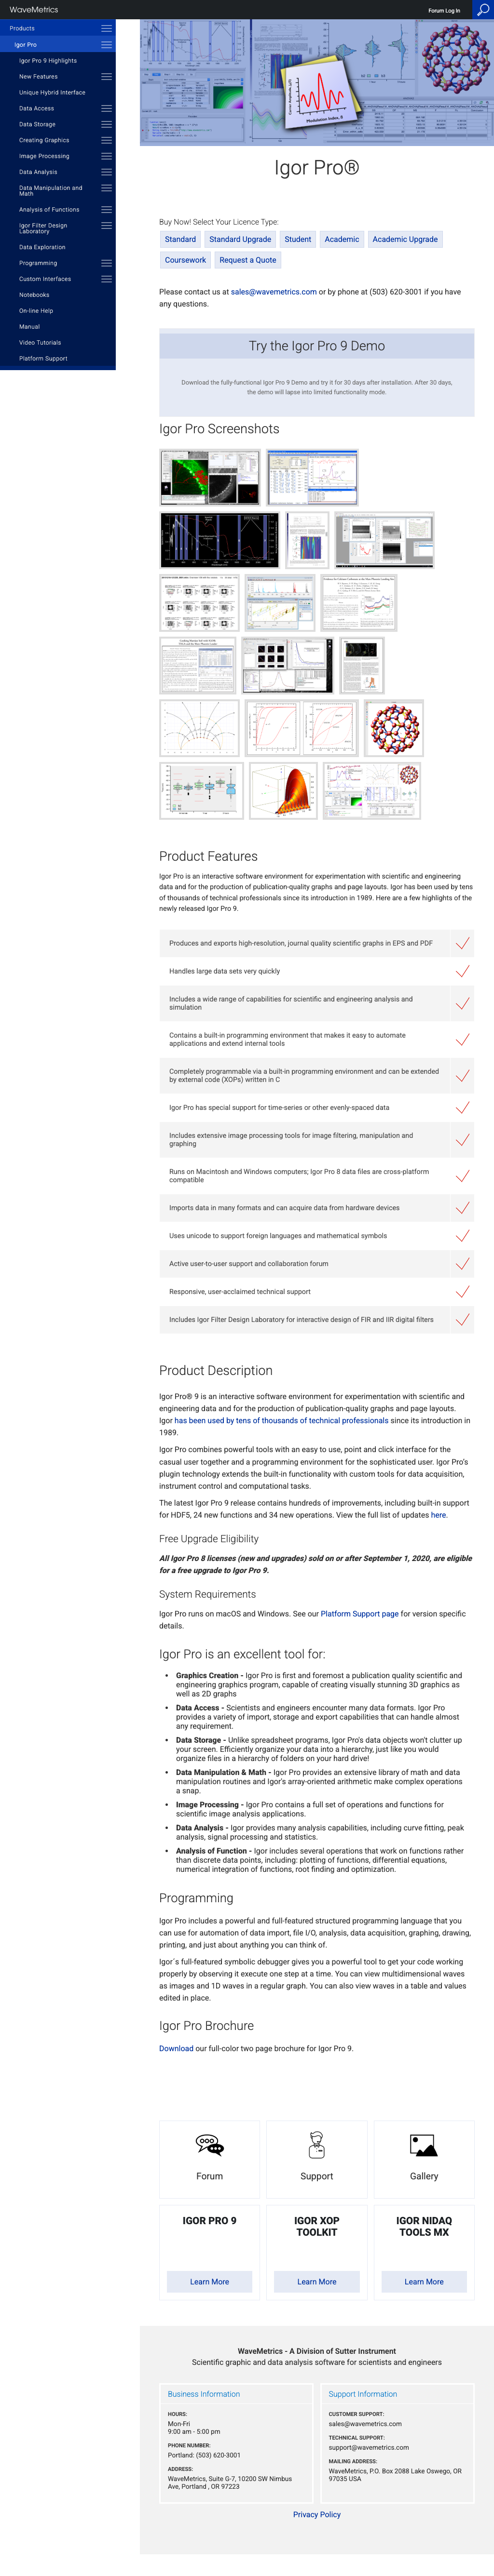 WaveMetrics
Forum Log In
Products
Igor Pro
Igor Pro 9 Highlights
New Features
Unique Hybrid Interface
Data Access
Data Storage
Creating Graphics
Image Processing
Data Analysis
Data Manipulation and
Math
Analysis of Functions
Igor Filter Design
Laboratory
Data Exploration
Programming
Custom Interfaces
Notebooks
On-line Help
Manual
Video Tutorials
Platform Support
Igor Pro®
Buy Now! Select Your Licence Type:
Standard
Standard Upgrade
Student
Academic
Academic Upgrade
Coursework
Request a Quote
Please contact us at sales@wavemetrics.com or by phone at (503) 620-3001 if you have
any questions.
Try the Igor Pro 9 Demo
Download the fully-functional Igor Pro 9 Demo and try it for 30 days after installation. After 30 days,
the demo will lapse into limited functionality mode.
Igor Pro Screenshots
Product Features
Igor Pro is an interactive software environment for experimentation with scientific and engineering
data and for the production of publication-quality graphs and page layouts. Igor has been used by tens
of thousands of technical professionals since its introduction in 1989. Here are a few highlights of the
newly released Igor Pro 9.
Produces and exports high-resolution, journal quality scientific graphs in EPS and PDF
Handles large data sets very quickly
Includes a wide range of capabilities for scientific and engineering analysis and
simulation
Contains a built-in programming environment that makes it easy to automate
applications and extend internal tools
Completely programmable via a built-in programming environment and can be extended
by external code (XOPs) written in C
Igor Pro has special support for time-series or other evenly-spaced data
Includes extensive image processing tools for image filtering, manipulation and
graphing
Runs on Macintosh and Windows computers; Igor Pro 8 data files are cross-platform
compatible
Imports data in many formats and can acquire data from hardware devices
Uses unicode to support foreign languages and mathematical symbols
Active user-to-user support and collaboration forum
Responsive, user-acclaimed technical support
Includes Igor Filter Design Laboratory for interactive design of FIR and IIR digital filters
Product Description
Igor Pro® 9 is an interactive software environment for experimentation with scientific and
engineering data and for the production of publication-quality graphs and page layouts.
Igor has been used by tens of thousands of technical professionals since its introduction in
1989.
Igor Pro combines powerful tools with an easy to use, point and click interface for the
casual user together and a programming environment for the sophisticated user. Igor Pro's
plugin technology extends the built-in functionality with custom tools for data acquisition,
instrument control and computational tasks.
The latest Igor Pro 9 release contains hundreds of improvements, including built-in support
for HDF5, 24 new functions and 34 new operations. View the full list of updates here.
Free Upgrade Eligibility
All Igor Pro 8 licenses (new and upgrades) sold on or after September 1, 2020, are eligible
for a free upgrade to Igor Pro 9.
System Requirements
Igor Pro runs on macOS and Windows. See our Platform Support page for version specific
details.
Igor Pro is an excellent tool for:
• Graphics Creation - Igor Pro is first and foremost a publication quality scientific and
engineering graphics program, capable of creating visually stunning 3D graphics as
well as 2D graphs
• Data Access - Scientists and engineers encounter many data formats. Igor Pro
provides a variety of import, storage and export capabilities that can handle almost
any requirement.
• Data Storage - Unlike spreadsheet programs, Igor Pro's data objects won't clutter up
your screen. Efficiently organize your data into a hierarchy, just like you would
organize files in a hierarchy of folders on your hard drive!
• Data Manipulation & Math - Igor Pro provides an extensive library of math and data
manipulation routines and Igor's array-oriented arithmetic make complex operations
a snap.
• Image Processing - Igor Pro contains a full set of operations and functions for
scientific image analysis applications.
• Data Analysis - Igor provides many analysis capabilities, including curve fitting, peak
analysis, signal processing and statistics.
• Analysis of Function - Igor includes several operations that work on functions rather
than discrete data points, including: plotting of functions, differential equations,
numerical integration of functions, root finding and optimization.
Programming
Igor Pro includes a powerful and full-featured structured programming language that you
can use for automation of data import, file I/O, analysis, data acquisition, graphing, drawing,
printing, and just about anything you can think of.
Igor´s full-featured symbolic debugger gives you a powerful tool to get your code working
properly by observing it execute one step at a time. You can view multidimensional waves
as images and 1D waves in a regular graph. You can also view waves in a table and values
edited in place.
Igor Pro Brochure
Download our full-color two page brochure for Igor Pro 9.
Forum
Support
Gallery
IGOR PRO 9
Learn More
IGOR XOP
TOOLKIT
Learn More
IGOR NIDAQ
TOOLS MX
Learn More
WaveMetrics - A Division of Sutter Instrument
Scientific graphic and data analysis software for scientists and engineers
Business Information
HOURS:
Mon-Fri
9:00 am - 5:00 pm
PHONE NUMBER:
Portland: (503) 620-3001
ADDRESS:
WaveMetrics, Suite G-7, 10200 SW Nimbus
Ave, Portland , OR 97223
Support Information
CUSTOMER SUPPORT:
sales@wavemetrics.com
TECHNICAL SUPPORT:
support@wavemetrics.com
MAILING ADDRESS:
WaveMetrics, P.O. Box 2088 Lake Oswego, OR
97035 USA
Privacy Policy